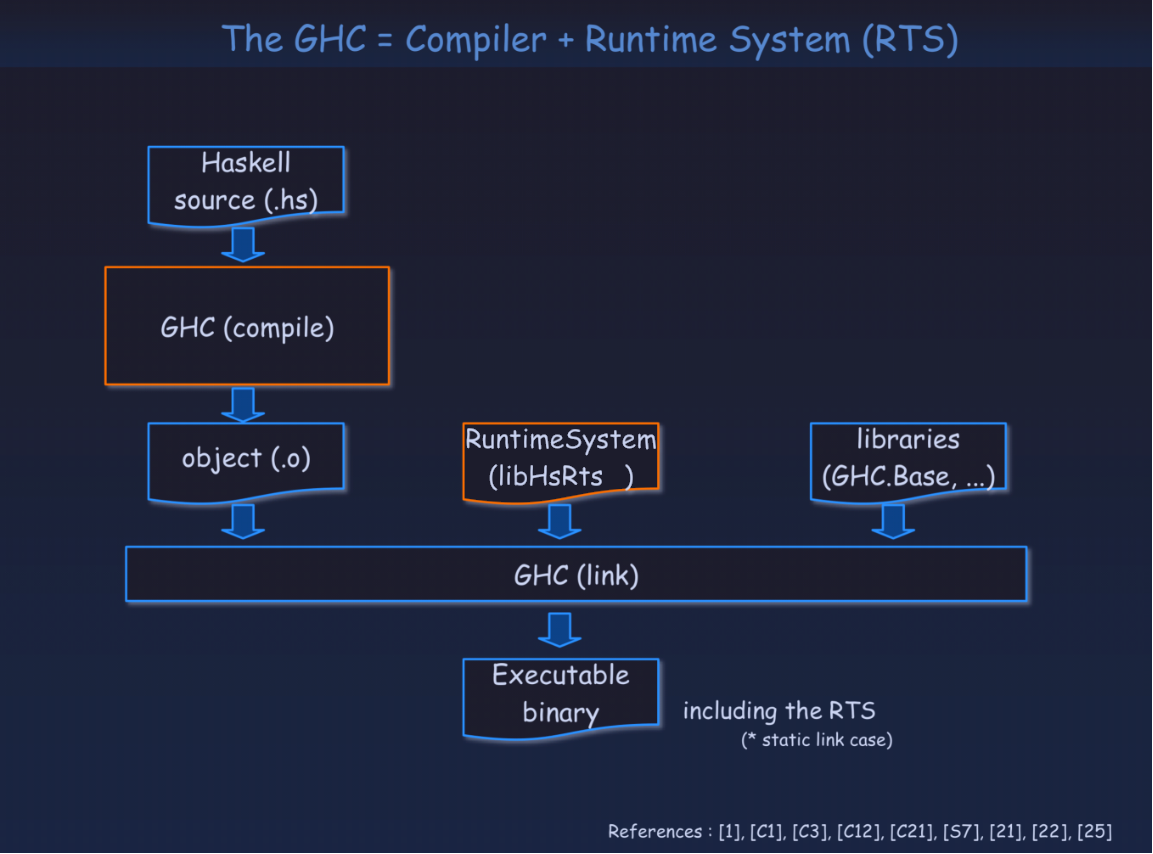 The GHC = Compiler + Runtime System (RTS)
Haskell
source (.hs)
GHC (compile)
object (.o)
RuntimeSystem
(libHsRts   )
libraries
(GHC.Base, ...)
GHC (link)
Executable
binary
including the RTS
(* static link case)
References : [1], [C1], [C3], [C12], [C21], [S7], [21], [22], [25]